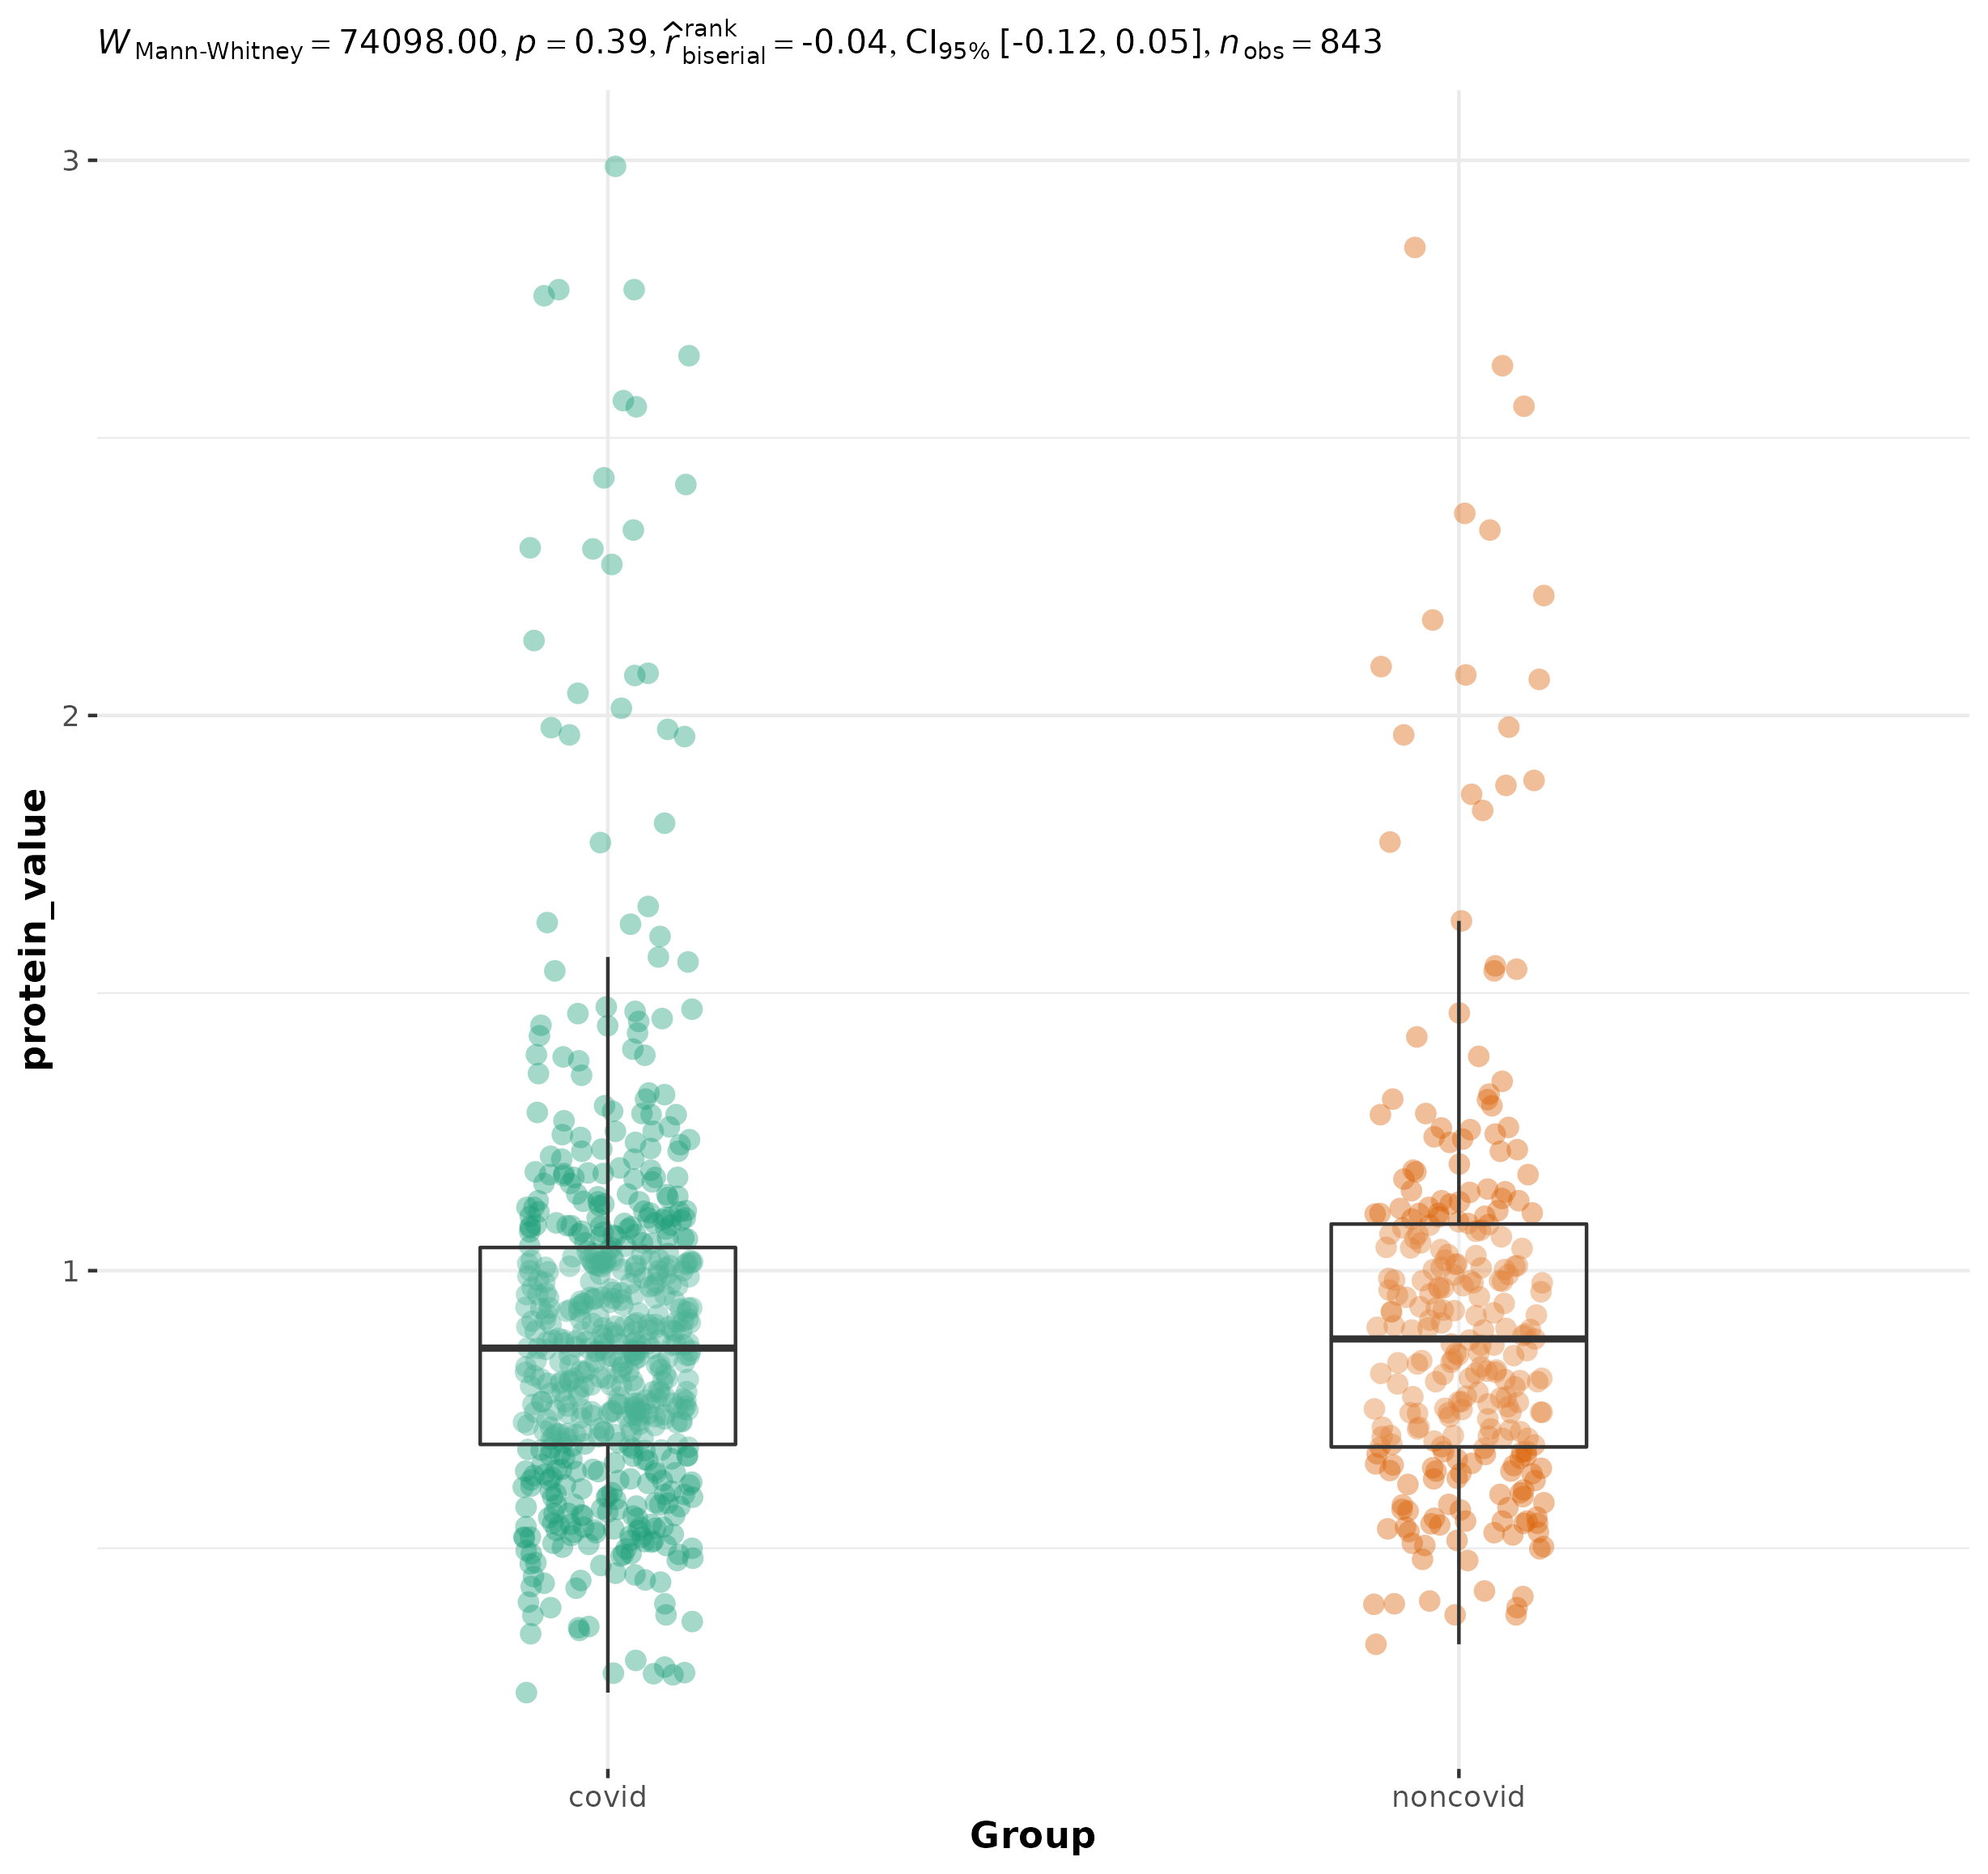 W Mann-Whitney = 74098.00, p = 0.39, r̂ rank biserial = -0.04, CI95% [-0.12, 0.05], n obs = 843
3
2
1
protein_value
covid noncovid
Group